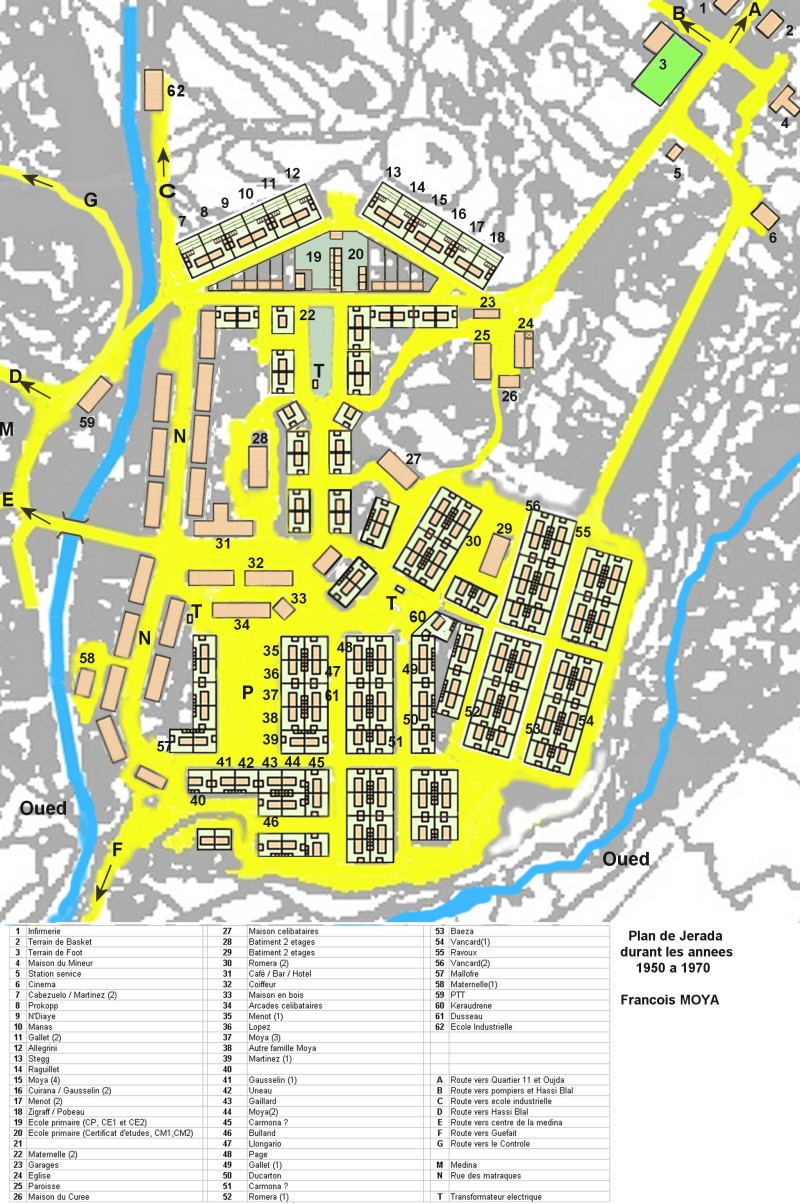 A
B
1
2
3
62
4
5
C
12
11
10
9
8
7
13
14
15
16
17
18
G
6
19
20
22
23
24
25
26
T
D
59
M
N
28
27
E
31
56
55
29
30
32
33
34
T
T
60
N
58
35
36
37
38
39
48
47
61
49
50
51
52
53
54
P
57
41 42 43 44 45
40
46
Oued
F
Oued
1 Infirmerie
2 Terrain de Basket
3 Terrain de Foot
4 Maison du Mineur
5 Station service
6 Cinema
7 Cabezuelo / Martinez (2)
8 Prokopp
9 N'Diaye
10 Manas
11 Gallet (2)
12 Allegrini
13 Stegg
14 Raguillet
15 Moya (4)
16 Cuirana / Gausselin (2)
17 Menot (2)
18 Zigraff / Pobeau
19 Ecole primaire (CP, CE1 et CE2)
20 Ecole primaire (Certificat d'etudes, CM1,CM2)
21
22 Maternelle (2)
23 Garages
24 Eglise
25 Paroisse
26 Maison du Curee
27 Maison celibataires
28 Batiment 2 etages
29 Batiment 2 etages
30 Romera (2)
31 Café / Bar / Hotel
32 Coiffeur
33 Maison en bois
34 Arcades celibataires
35 Menot (1)
36 Lopez
37 Moya (3)
38 Autre famille Moya
39 Martinez (1)
40
41 Gausselin (1)
42 Uneau
43 Gaillard
44 Moya(2)
45 Carmona ?
46 Bulland
47 Llongario
48 Page
49 Gallet (1)
50 Ducarton
51 Carmona ?
52 Romera (1)
53 Baeza
54 Vancard(1)
55 Ravoux
56 Vancard(2)
57 Mallofre
58 Maternelle(1)
59 PTT
60 Keraudrene
61 Dusseau
62 Ecole Industrielle
A Route vers Quartier 11 et Oujda
B Route vers pompiers et Hassi Blal
C Route vers ecole industrielle
D Route vers Hassi Blal
E Route vers centre de la medina
F Route vers Guefait
G Route vers le Controle
M Medina
N Rue des matraques
T Transformateur electrique
Plan de Jerada
durant les annees
1950 a 1970
Francois MOYA